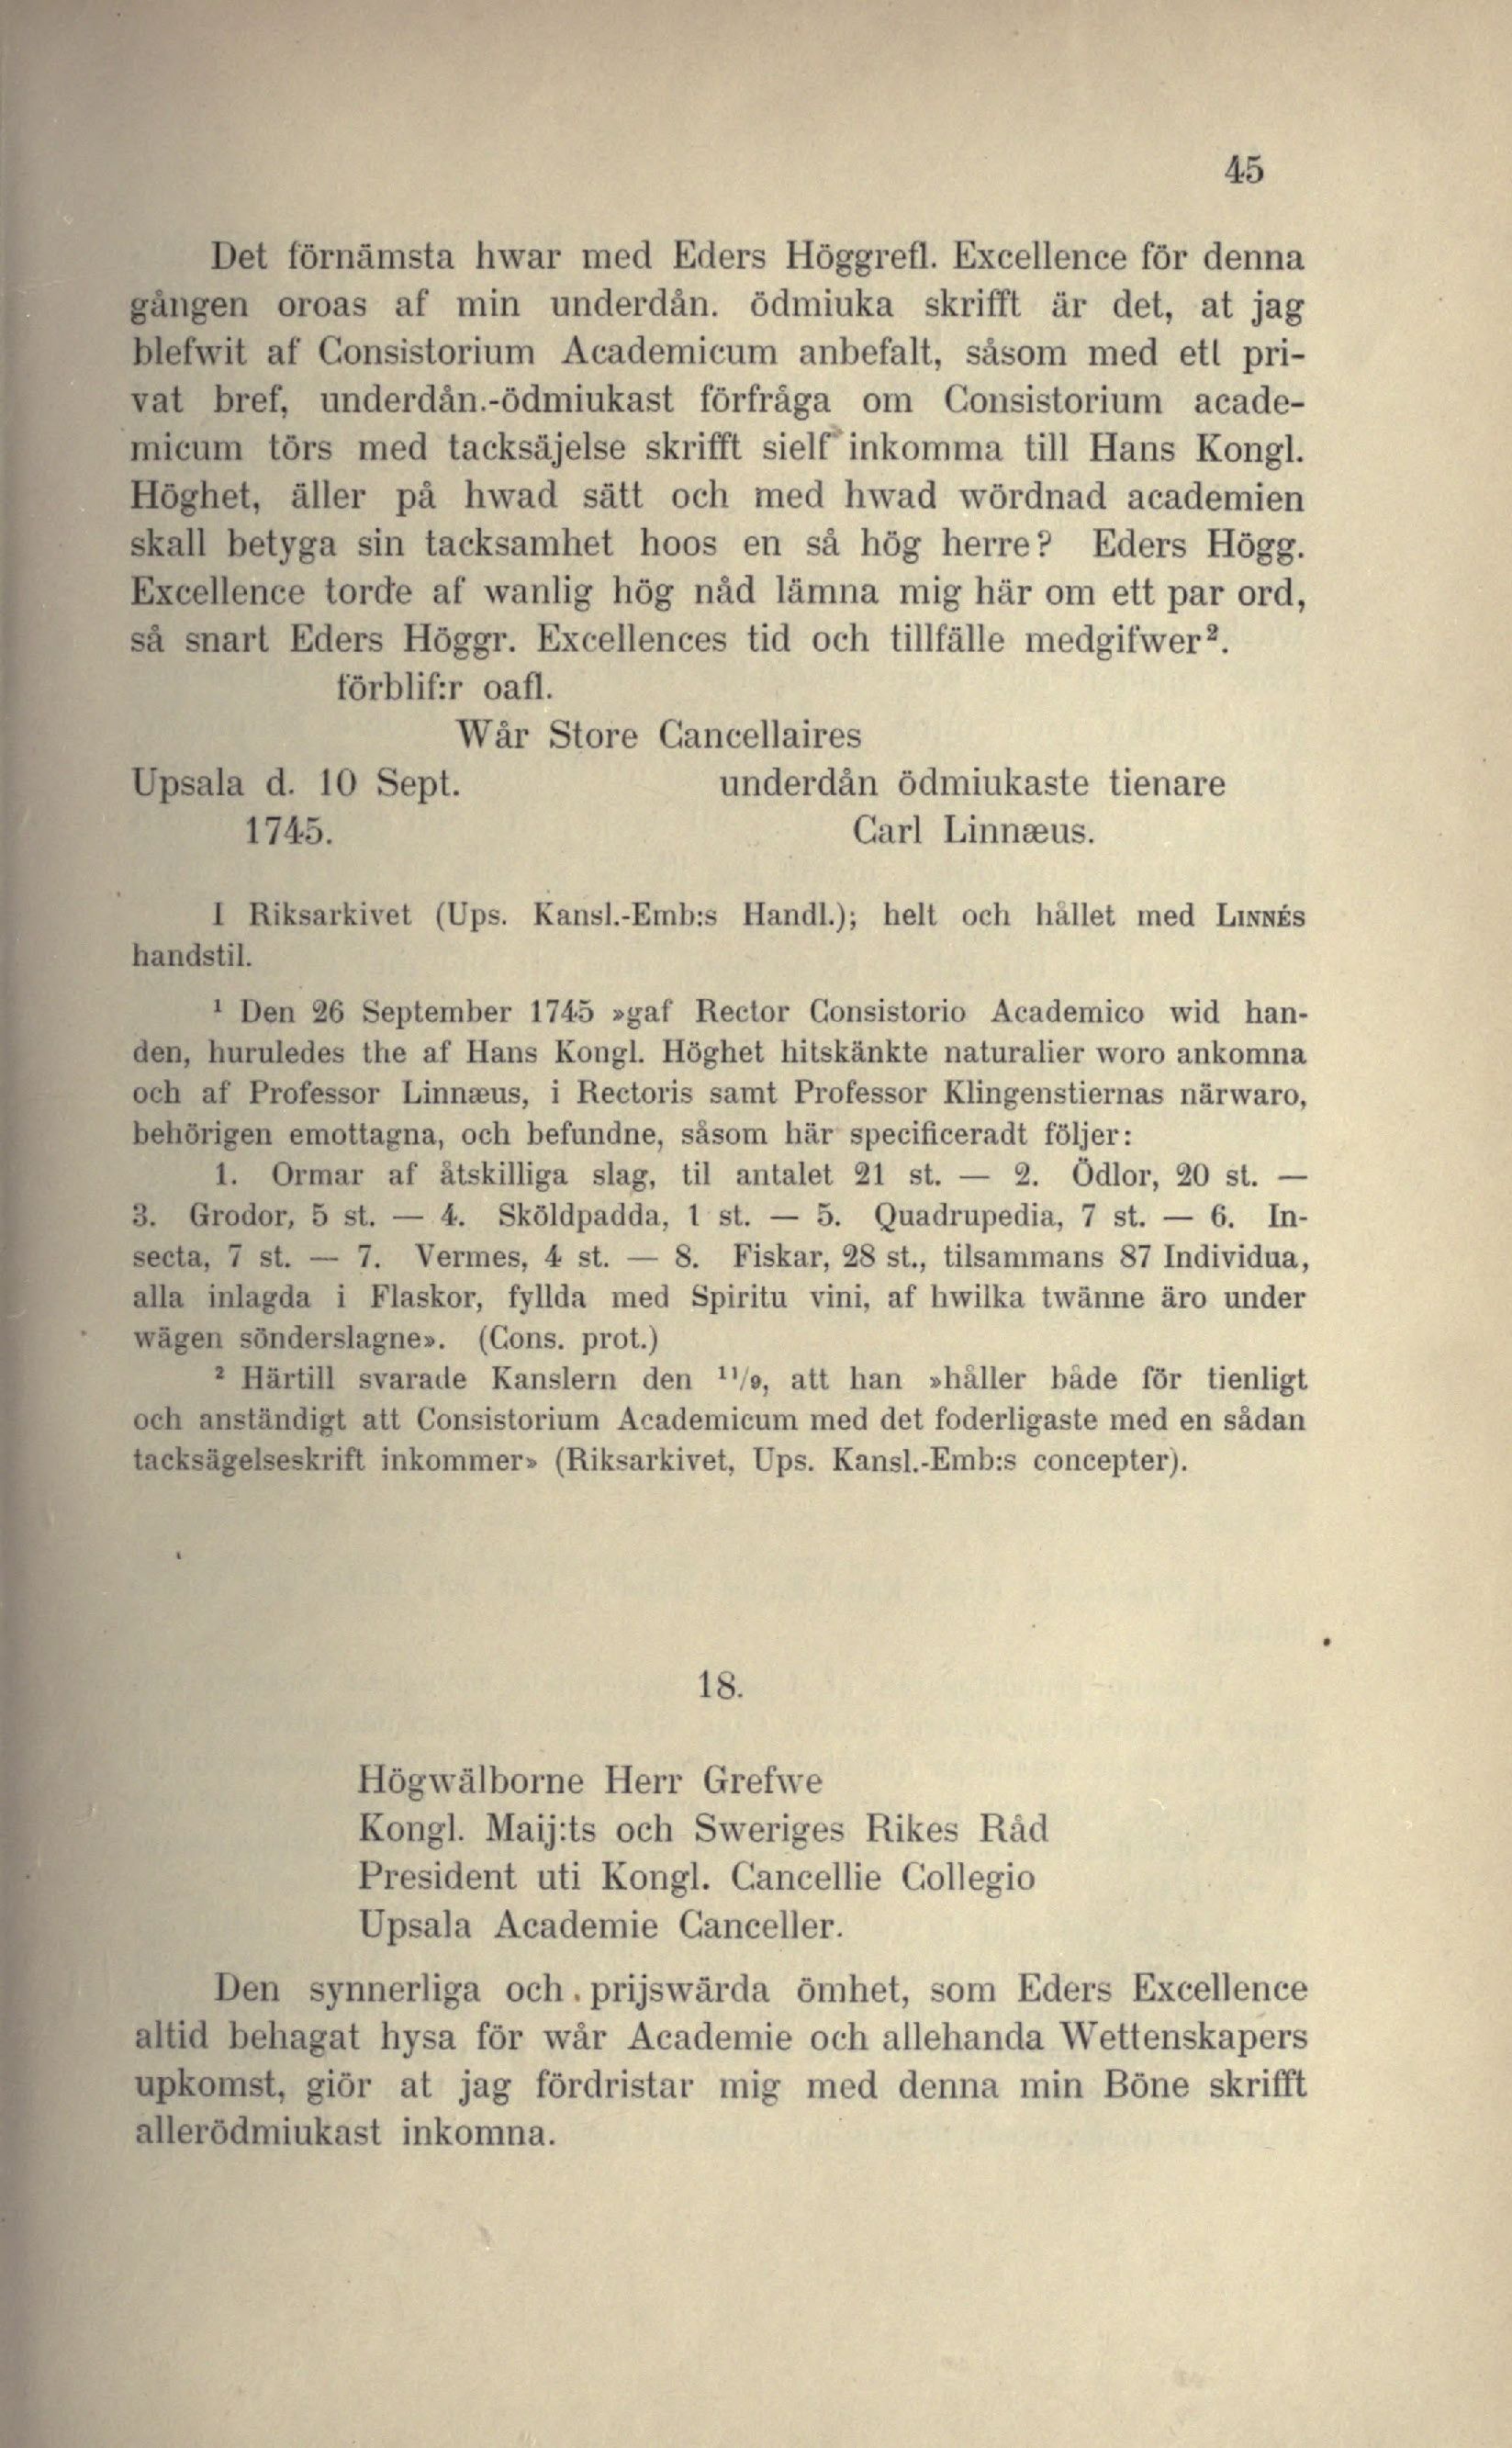 45
Det förnämsta hwar med Eders Höggrefl. Excellence för denna
gången oroas af min underdån. ödmiuka skrifft är det, at jag
blefwit af Consistorium Academicum anbefalt, såsom med ett pri-
vat bref, underdån.-ödmiukast förfråga om Consistorium acade-
micum törs med tacksäjelse skrifft sielf inkomma till Hans Kongl.
Höghet, äller på hwad sätt och med hwad wördnad academien
skall betyga sin tacksamhet hoos en så hög herre? Eders Högg.
Excellence torde af wanlig hög nåd lämna mig här om ett par ord,
så snart Eders Höggr. Excellences tid och tillfälle medgifwer².
förblif:r oafl.
Wår Store Cancellaires
Upsala d. 10 Sept. underdån ödmiukaste tienare
1745. Carl Linnæus.
I Riksarkivet (Ups. Kansl.-Emb:s Handl.); helt och hållet med LINNÉS
handstil.
¹ Den 26 September 1745 »gaf Rector Consistorio Academico wid han-
den, huruledes the af Hans Kongl. Höghet hitskänkte naturalier woro ankomna
och af Professor Linnæus, i Rectoris samt Professor Klingenstiernas närwaro,
behörigen emottagna, och befundne, såsom här specificeradt följer:
1. Ormar af åtskilliga slag, til antalet 21 st. — 2. Ödlor, 20 st. —
3. Grodor, 5 st. — 4. Sköldpadda, 1 st. — 5. Quadrupedia, 7 st. — 6. In-
secta, 7 st. — 7. Vermes, 4 st. — 8. Fiskar, 28 st., tilsammans 87 Individua,
alla inlagda i Flaskor, fyllda med Spiritu vini, af hwilka twänne äro under
wägen sönderslagne». (Cons. prot.)
² Härtill svarade Kanslern den ¹¹/₉, att han »håller både för tienligt
och anständigt att Consistorium Academicum med det foderligaste med en sådan
tacksägelseskrift inkommer» (Riksarkivet, Ups. Kansl.-Emb:s concepter).
18.
Högwälborne Herr Grefwe
Kongl. Maij:ts och Sweriges Rikes Råd
President uti Kongl. Cancellie Collegio
Upsala Academie Canceller.
Den synnerliga och prijswärda ömhet, som Eders Excellence
altid behagat hysa för wår Academie och allehanda Wettenskapers
upkomst, giör at jag fördristar mig med denna min Böne skrifft
allerödmiukast inkomna.